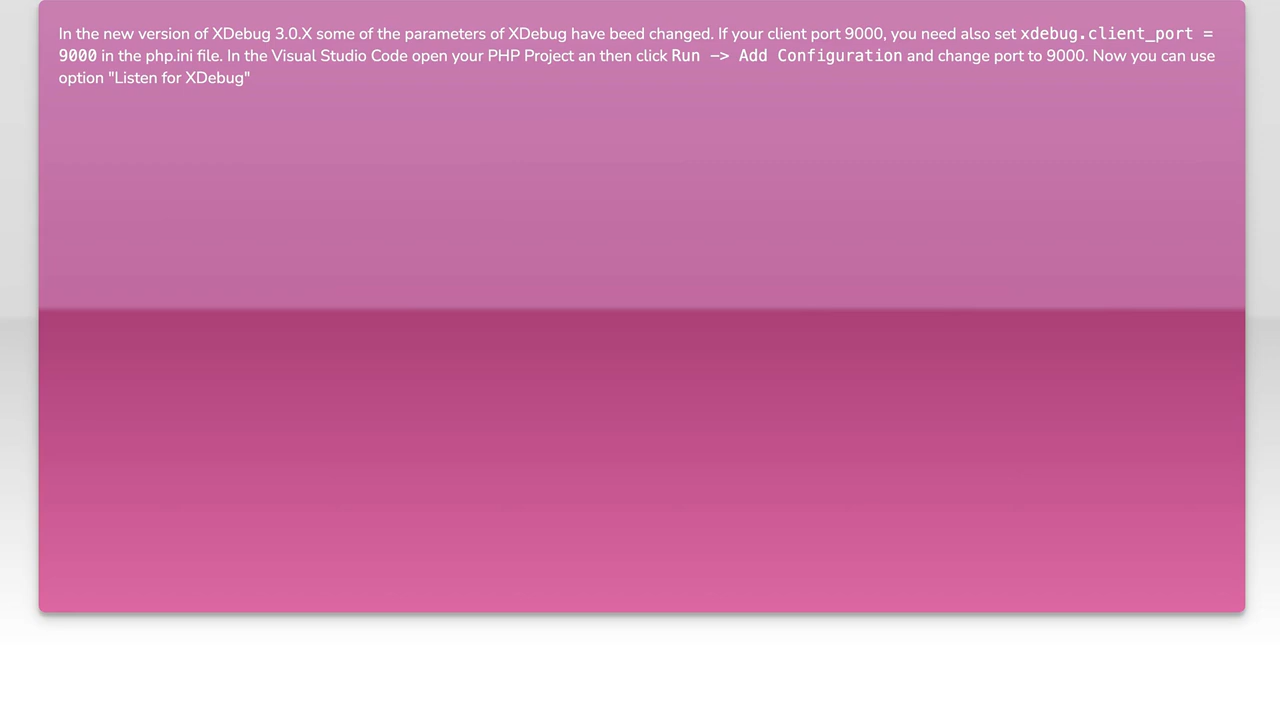 In the new version of XDebug 3.0.X some of the parameters of XDebug have beed changed. If your client port 9000, you need also set xdebug.client_port =
9000 in the php.ini file. In the Visual Studio Code open your PHP Project an then click Run -> Add Configuration and change port to 9000. Now you can use
option "Listen for XDebug"